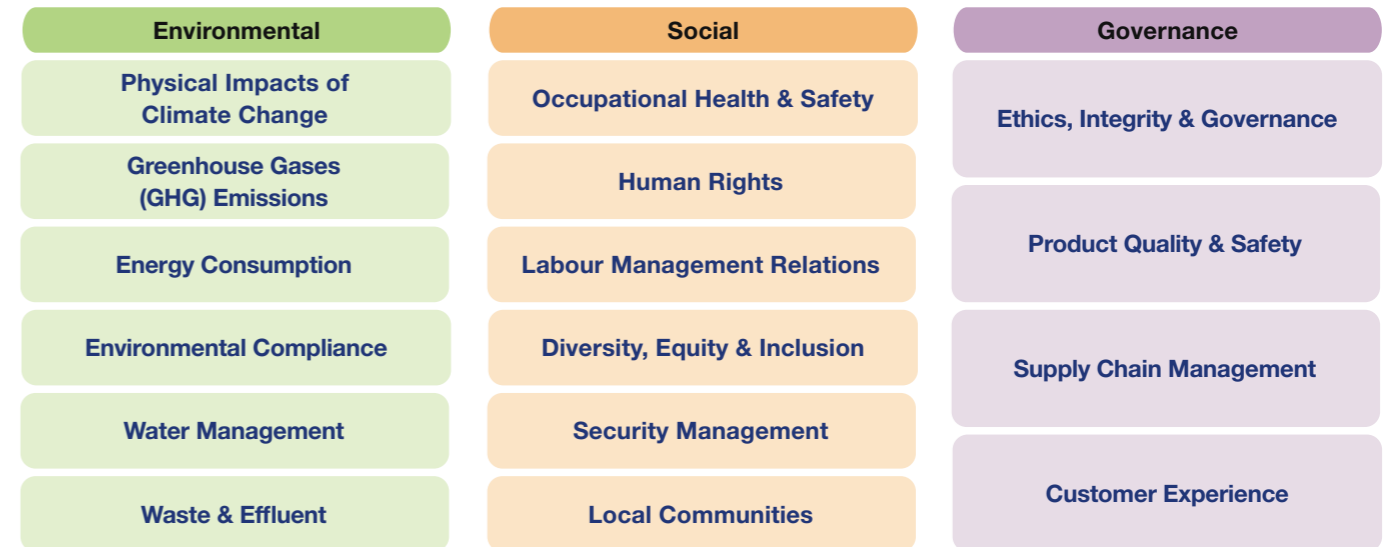 Environmental
Physical Impacts of
Climate Change
Greenhouse Gases
(GHG) Emissions
Energy Consumption
Environmental Compliance
Water Management
Waste & Effluent
Social
Occupational Health & Safety
Human Rights
Labour Management Relations
Diversity, Equity & Inclusion
Security Management
Local Communities
Governance
Ethics, Integrity & Governance
Product Quality & Safety
Supply Chain Management
Customer Experience